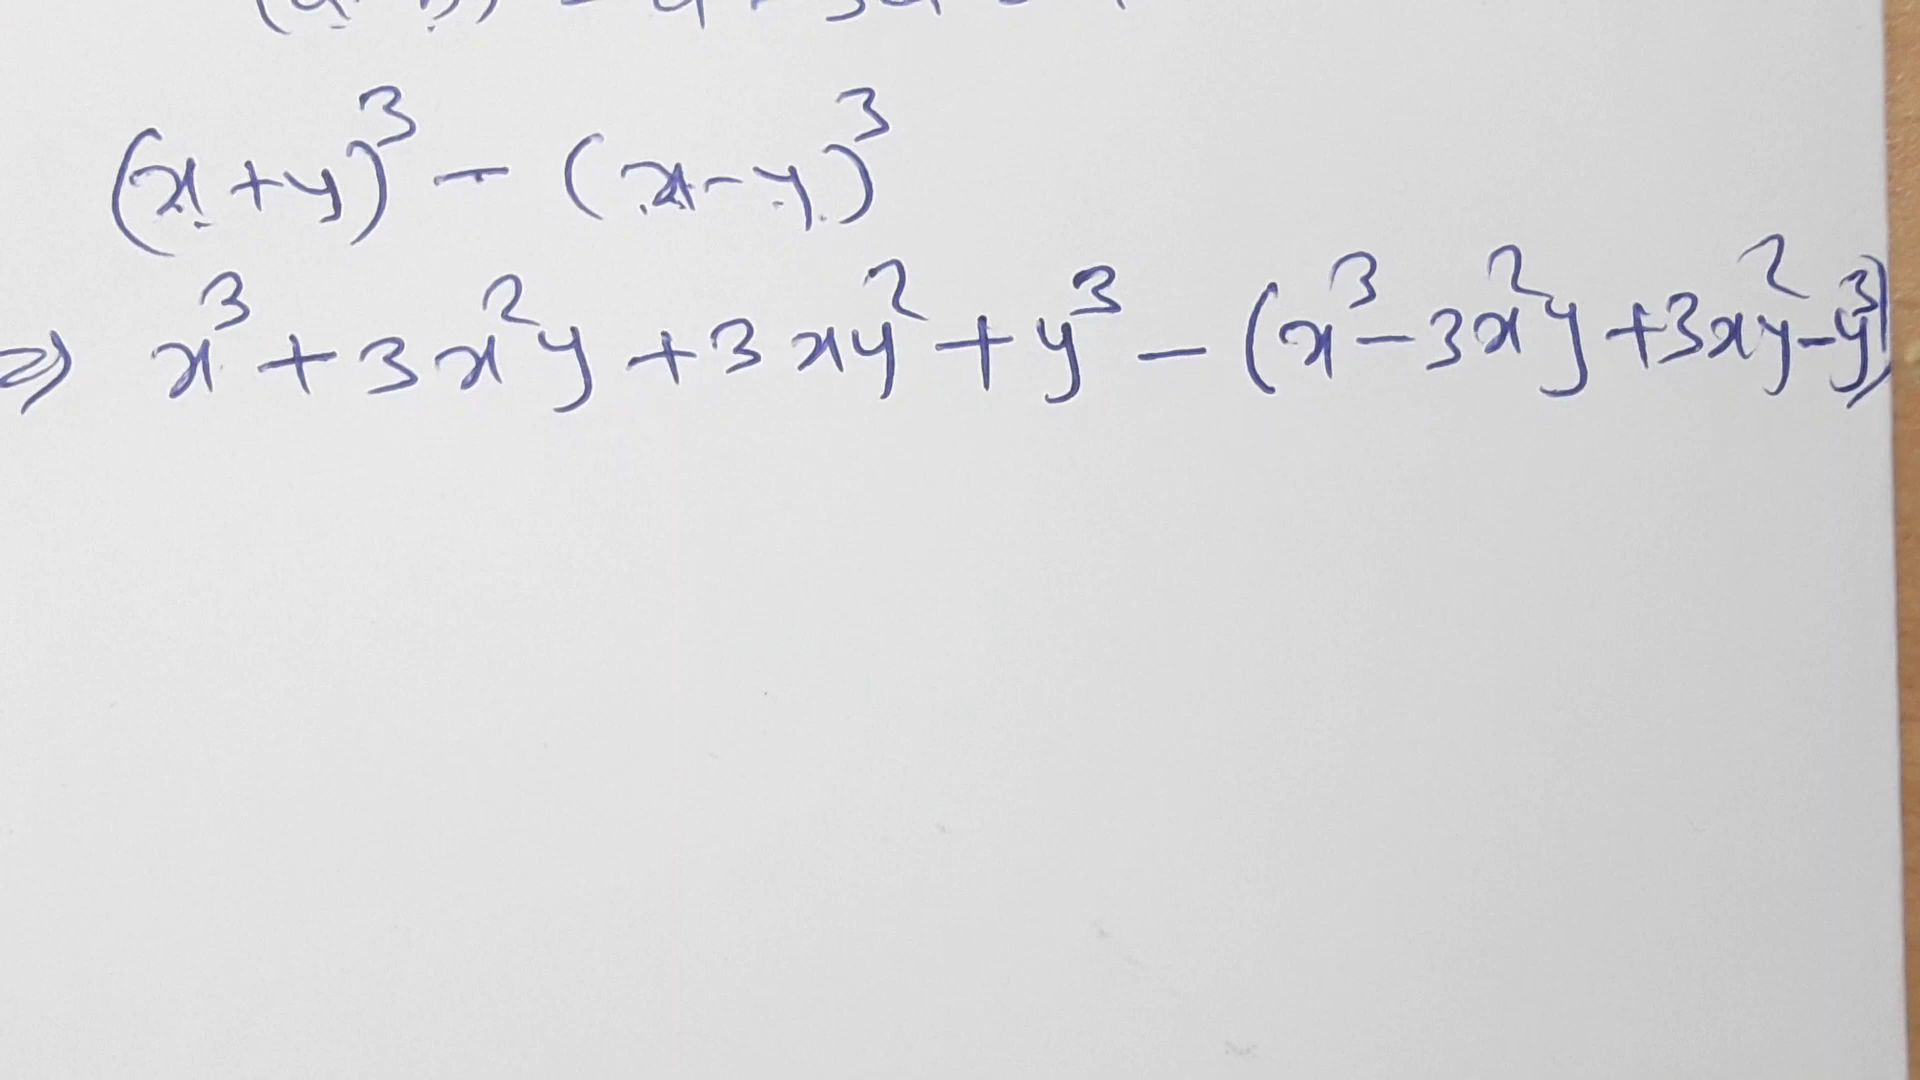 (x+y)³ - (x-y)³
⇒ x³ + 3x²y + 3xy² + y³ - (x³ - 3x²y + 3xy² - y³)